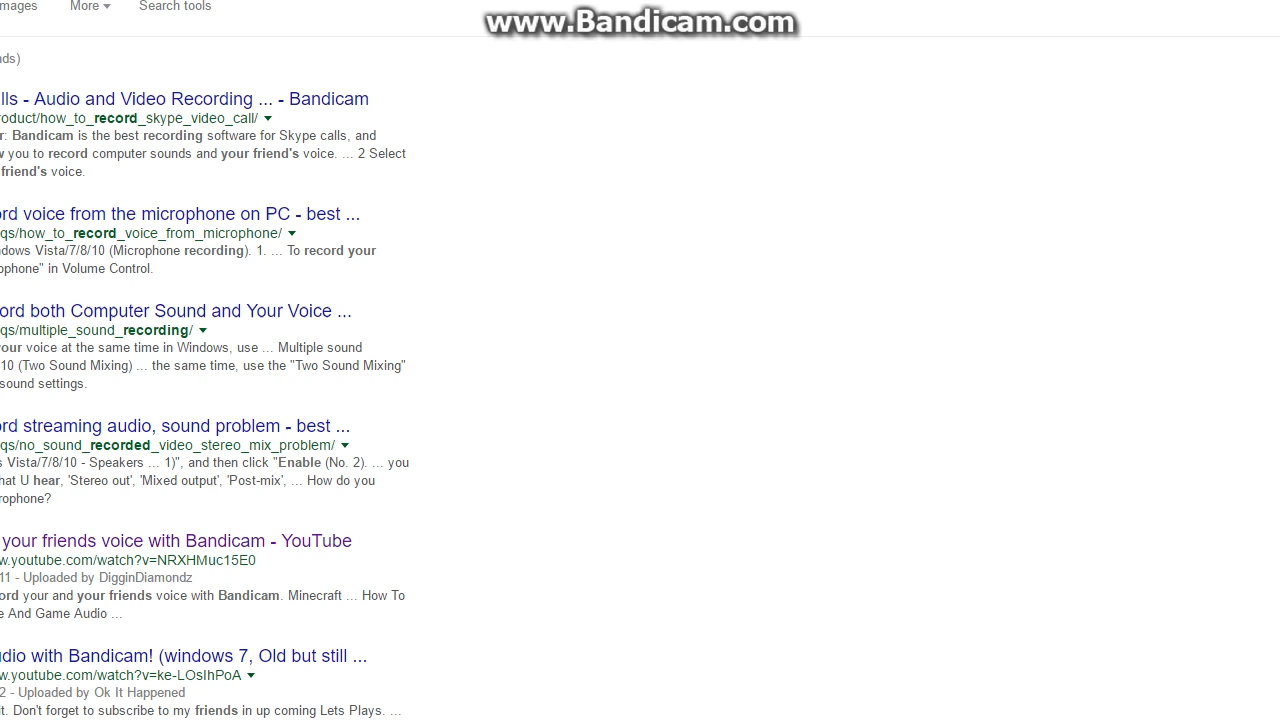 mages More Search tools
www.Bandicam.com
nds)
lls - Audio and Video Recording ... - Bandicam
roduct/how_to_record_skype_video_call/
r: Bandicam is the best recording software for Skype calls, and
w you to record computer sounds and your friend's voice. ... 2 Select
friend's voice.
ord voice from the microphone on PC - best ...
qs/how_to_record_voice_from_microphone/
ndows Vista/7/8/10 (Microphone recording). 1. ... To record your
ophone" in Volume Control.
ord both Computer Sound and Your Voice ...
qs/multiple_sound_recording/
your voice at the same time in Windows, use ... Multiple sound
10 (Two Sound Mixing) ... the same time, use the "Two Sound Mixing"
sound settings.
ord streaming audio, sound problem - best ...
qs/no_sound_recorded_video_stereo_mix_problem/
s Vista/7/8/10 - Speakers ... 1)", and then click "Enable (No. 2). ... you
hat U hear, 'Stereo out', 'Mixed output', 'Post-mix', ... How do you
rophone?
your friends voice with Bandicam - YouTube
w.youtube.com/watch?v=NRXHMuc15E0
11 - Uploaded by DigginDiamondz
ord your and your friends voice with Bandicam. Minecraft ... How To
e And Game Audio ...
udio with Bandicam! (windows 7, Old but still ...
w.youtube.com/watch?v=ke-LOsIhPoA
2 - Uploaded by Ok It Happened
it. Don't forget to subscribe to my friends in up coming Lets Plays. ...